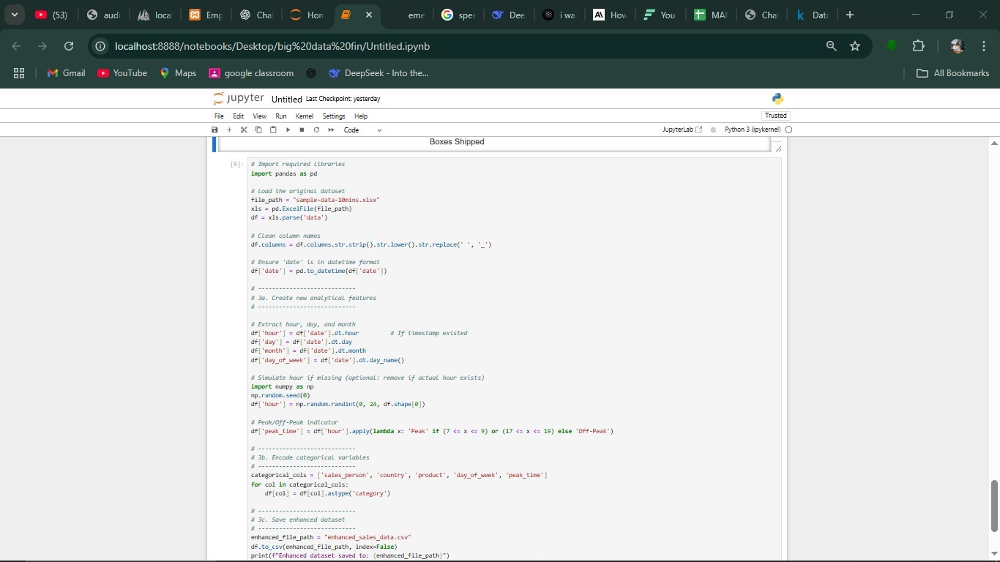 (53) audi local Emp Cha Hon eme spec Dee i wa How You MAI Cha Data
localhost:8888/notebooks/Desktop/big%20data%20fin/Untitled.ipynb
Gmail YouTube Maps google classroom DeepSeek - Into the... All Bookmarks
jupyter Untitled Last Checkpoint: yesterday
File Edit View Run Kernel Settings Help Trusted
Code JupyterLab Python 3 (ipykernel)
Boxes Shipped
[8]:
# Import required libraries
import pandas as pd
# Load the original dataset
file_path = "sample-data-10mins.xlsx"
xls = pd.ExcelFile(file_path)
df = xls.parse('data')
# Clean column names
df.columns = df.columns.str.strip().str.lower().str.replace(' ', '_')
# Ensure 'date' is in datetime format
df['date'] = pd.to_datetime(df['date'])
# ---------------------------
# 3a. Create new analytical features
# ---------------------------
# Extract hour, day, and month
df['hour'] = df['date'].dt.hour # If timestamp existed
df['day'] = df['date'].dt.day
df['month'] = df['date'].dt.month
df['day_of_week'] = df['date'].dt.day_name()
# Simulate hour if missing (optional: remove if actual hour exists)
import numpy as np
np.random.seed(0)
df['hour'] = np.random.randint(0, 24, df.shape[0])
# Peak/Off-Peak indicator
df['peak_time'] = df['hour'].apply(lambda x: 'Peak' if (7 <= x <= 9) or (17 <= x <= 19) else 'Off-Peak')
# ---------------------------
# 3b. Encode categorical variables
# ---------------------------
categorical_cols = ['sales_person', 'country', 'product', 'day_of_week', 'peak_time']
for col in categorical_cols:
    df[col] = df[col].astype('category')
# ---------------------------
# 3c. Save enhanced dataset
# ---------------------------
enhanced_file_path = "enhanced_sales_data.csv"
df.to_csv(enhanced_file_path, index=False)
print(f"Enhanced dataset saved to: {enhanced_file_path}")